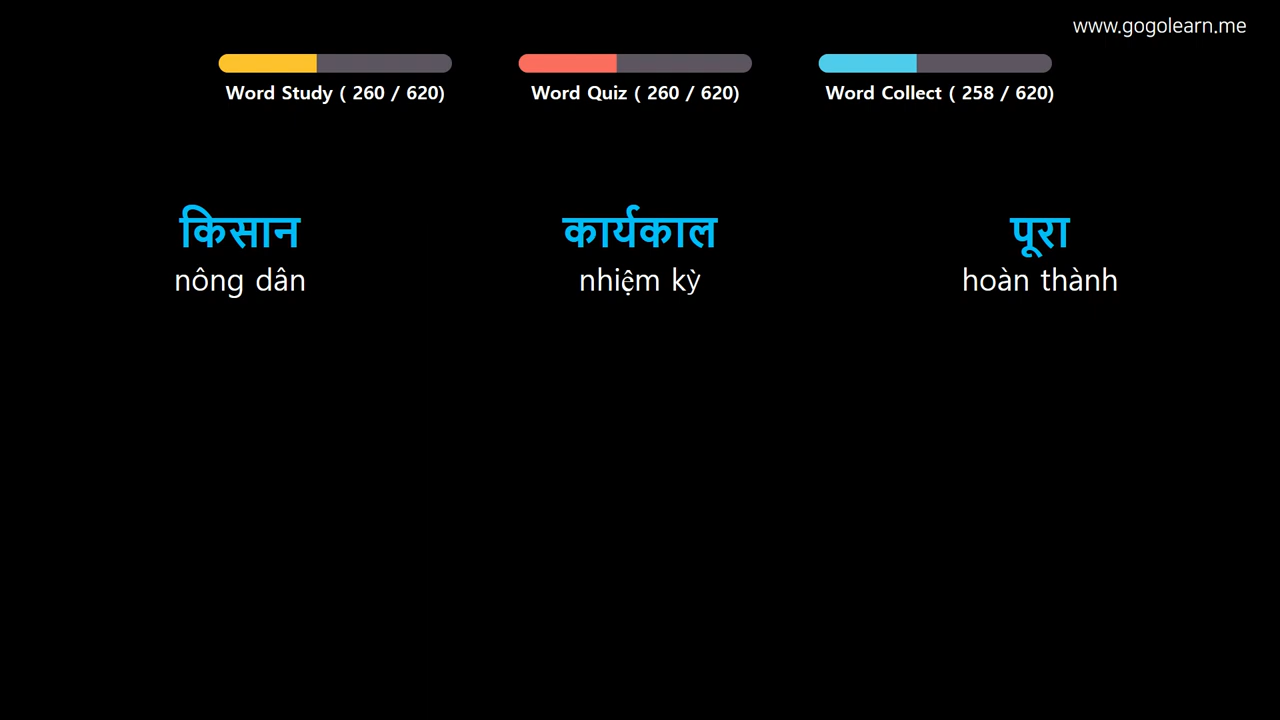 www.gogolearn.me
Word Study ( 260 / 620)
Word Quiz ( 260 / 620)
Word Collect ( 258 / 620)
किसान
nông dân
कार्यकाल
nhiệm kỳ
पूरा
hoàn thành